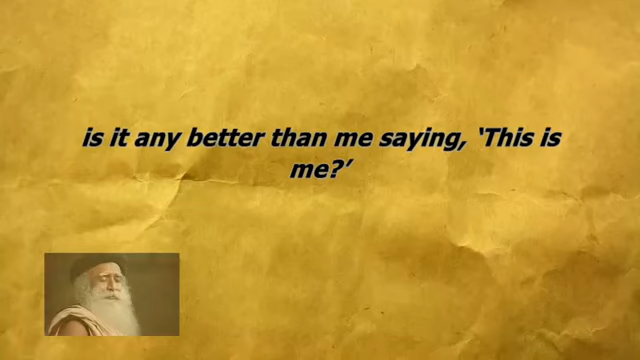 is it any better than me saying, ‘This is
me?’